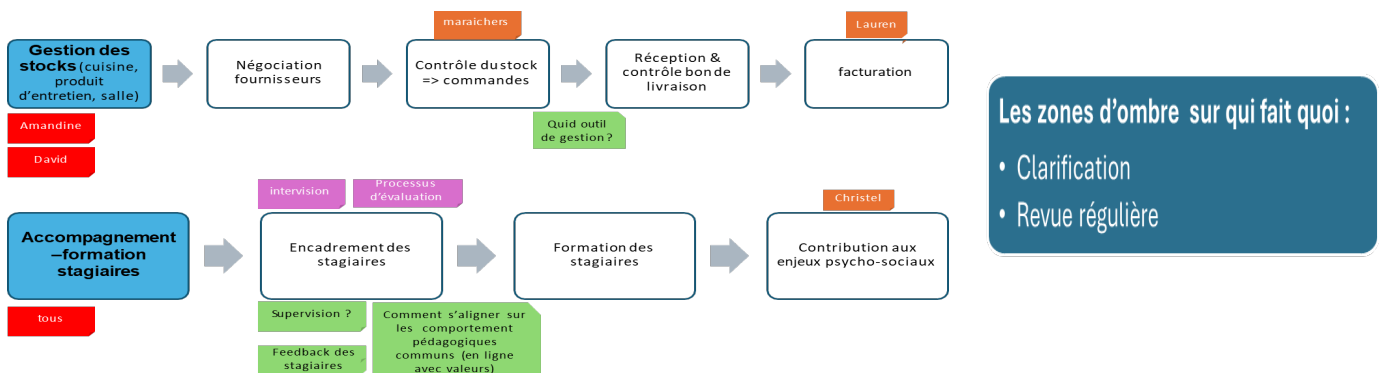 maraichers
Lauren
Gestion des
stocks (cuisine,
produit
d’entretien, salle)
Négociation
fournisseurs
Contrôle du stock
=> commandes
Réception &
contrôle bon de
livraison
facturation
Amandine
David
Quid outil
de gestion ?
Les zones d’ombre sur qui fait quoi :
• Clarification
• Revue régulière
intervision
Processus
d’évaluation
Christel
Accompagnement
–formation
stagiaires
Encadrement des
stagiaires
Formation des
stagiaires
Contribution aux
enjeux psycho-sociaux
tous
Supervision ?
Feedback des
stagiaires
Comment s’aligner sur
les comportement
pédagogiques
communs (en ligne
avec valeurs)